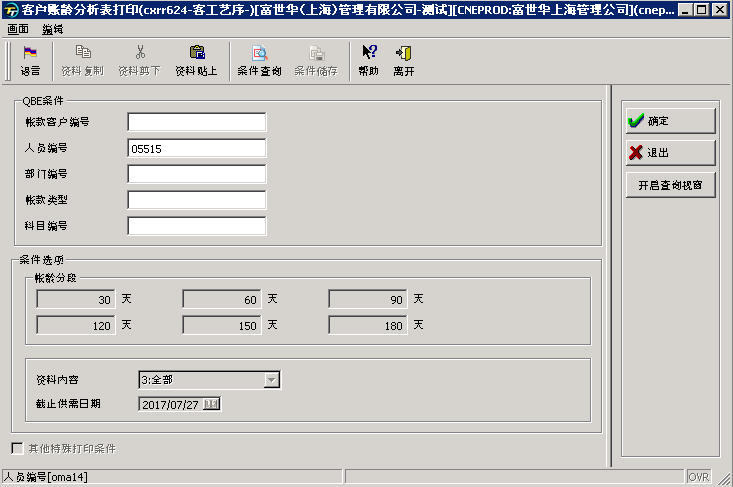 客户账龄分析表打印(cxrr624-客工艺序-)[富世华(上海)管理有限公司-测试][CNEPROD:富世华上海管理公司](cnep...
画面 编辑
语言 资料复制 资料剪下 资料贴上 条件查询 条件储存 帮助 离开
QBE条件
帐款客户编号
人员编号 05515
部门编号
帐款类型
科目编号
确定
退出
开启查询视窗
条件选项
帐龄分段
30 天 60 天 90 天
120 天 150 天 180 天
资料内容 3:全部
截止供需日期 2017/07/27
其他特殊打印条件
人员编号[oma14] OVR